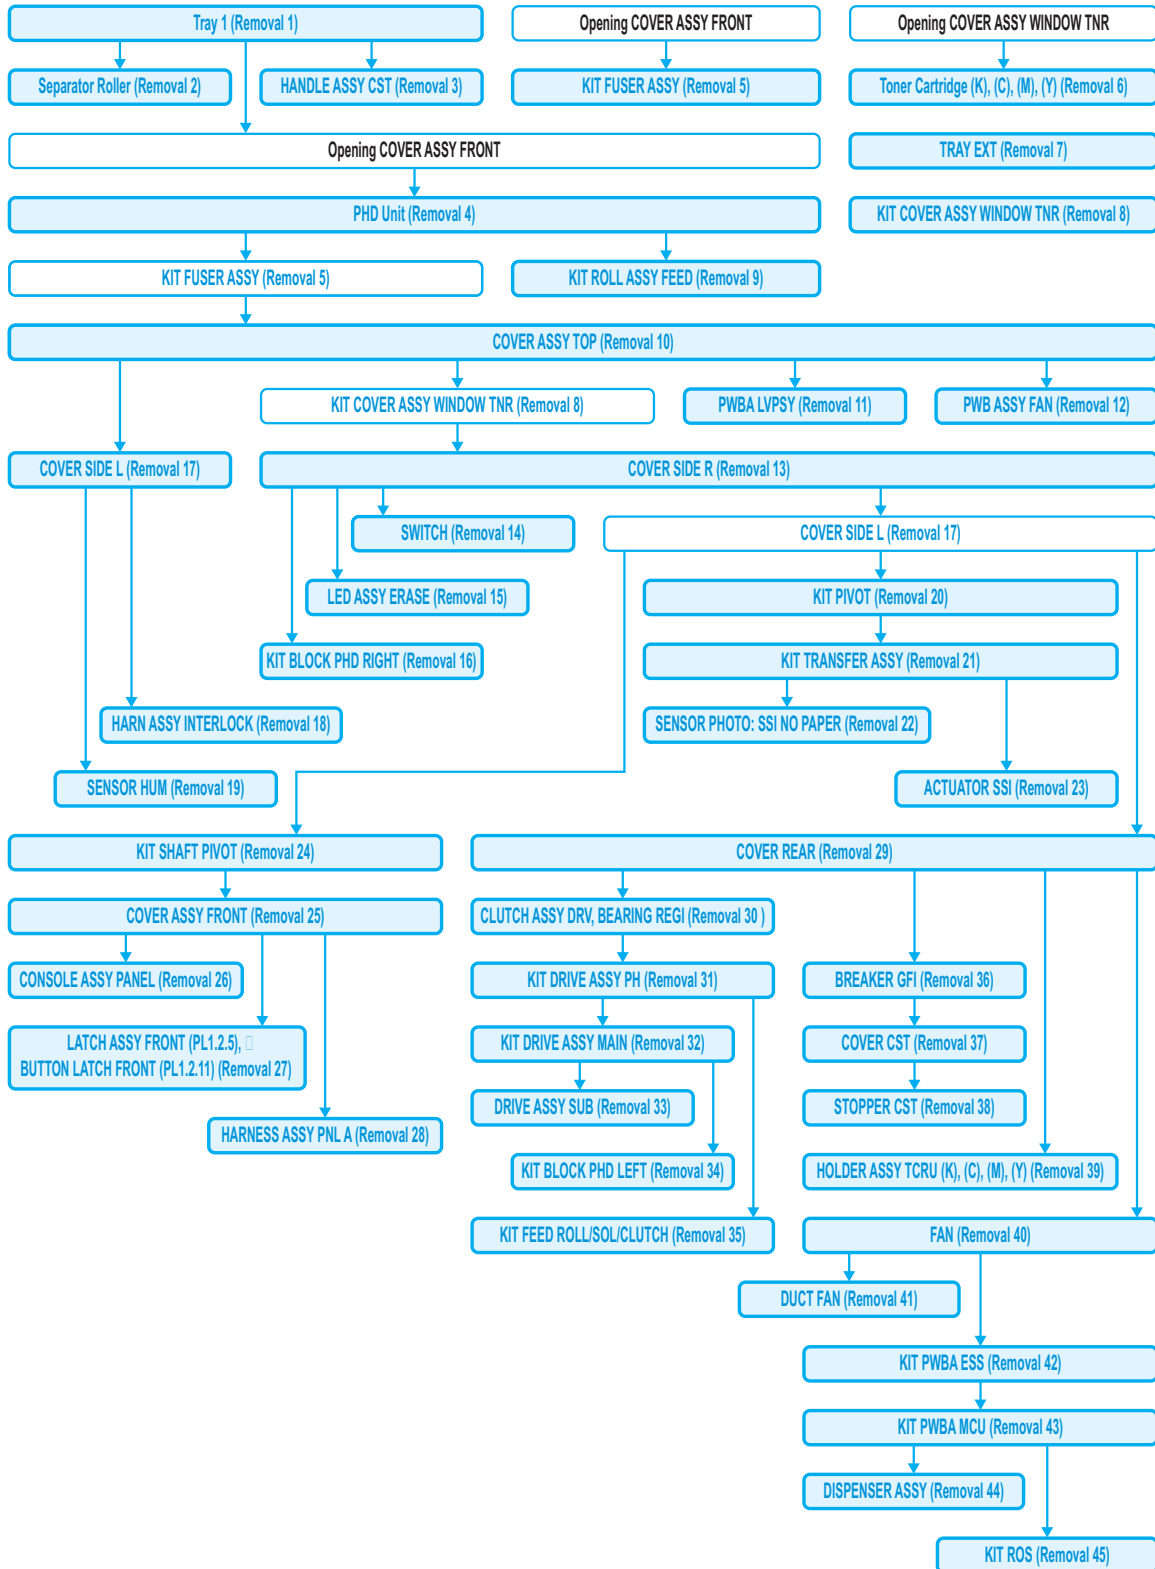 Tray 1 (Removal 1)
Opening COVER ASSY FRONT
Opening COVER ASSY WINDOW TNR
Separator Roller (Removal 2)
HANDLE ASSY CST (Removal 3)
KIT FUSER ASSY (Removal 5)
Toner Cartridge (K), (C), (M), (Y) (Removal 6)
Opening COVER ASSY FRONT
TRAY EXT (Removal 7)
PHD Unit (Removal 4)
KIT COVER ASSY WINDOW TNR (Removal 8)
KIT FUSER ASSY (Removal 5)
KIT ROLL ASSY FEED (Removal 9)
COVER ASSY TOP (Removal 10)
KIT COVER ASSY WINDOW TNR (Removal 8)
PWBA LVPSY (Removal 11)
PWB ASSY FAN (Removal 12)
COVER SIDE L (Removal 17)
COVER SIDE R (Removal 13)
SWITCH (Removal 14)
COVER SIDE L (Removal 17)
LED ASSY ERASE (Removal 15)
KIT PIVOT (Removal 20)
KIT BLOCK PHD RIGHT (Removal 16)
KIT TRANSFER ASSY (Removal 21)
HARN ASSY INTERLOCK (Removal 18)
SENSOR PHOTO: SSI NO PAPER (Removal 22)
SENSOR HUM (Removal 19)
ACTUATOR SSI (Removal 23)
KIT SHAFT PIVOT (Removal 24)
COVER REAR (Removal 29)
COVER ASSY FRONT (Removal 25)
CLUTCH ASSY DRV, BEARING REGI (Removal 30 )
CONSOLE ASSY PANEL (Removal 26)
KIT DRIVE ASSY PH (Removal 31)
BREAKER GFI (Removal 36)
LATCH ASSY FRONT (PL1.2.5), 
BUTTON LATCH FRONT (PL1.2.11) (Removal 27)
KIT DRIVE ASSY MAIN (Removal 32)
COVER CST (Removal 37)
DRIVE ASSY SUB (Removal 33)
STOPPER CST (Removal 38)
HARNESS ASSY PNL A (Removal 28)
KIT BLOCK PHD LEFT (Removal 34)
HOLDER ASSY TCRU (K), (C), (M), (Y) (Removal 39)
KIT FEED ROLL/SOL/CLUTCH (Removal 35)
FAN (Removal 40)
DUCT FAN (Removal 41)
KIT PWBA ESS (Removal 42)
KIT PWBA MCU (Removal 43)
DISPENSER ASSY (Removal 44)
KIT ROS (Removal 45)